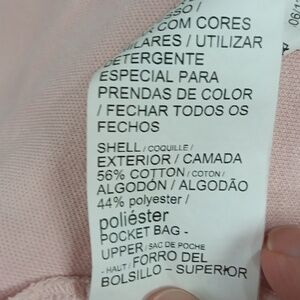 COM CORES
/ UTILIZAR
DETERGENTE
ESPECIAL PARA
PRENDAS DE COLOR
/ FECHAR TODOS OS
FECHOS
SHELL / COQUILLE /
EXTERIOR / CAMADA
56% COTTON / COTON /
ALGODÓN / ALGODÃO
44% polyester /
poliéster
POCKET BAG -
UPPER / SAC DE POCHE
- HAUT / FORRO DEL
BOLSILLO - SUPERIOR